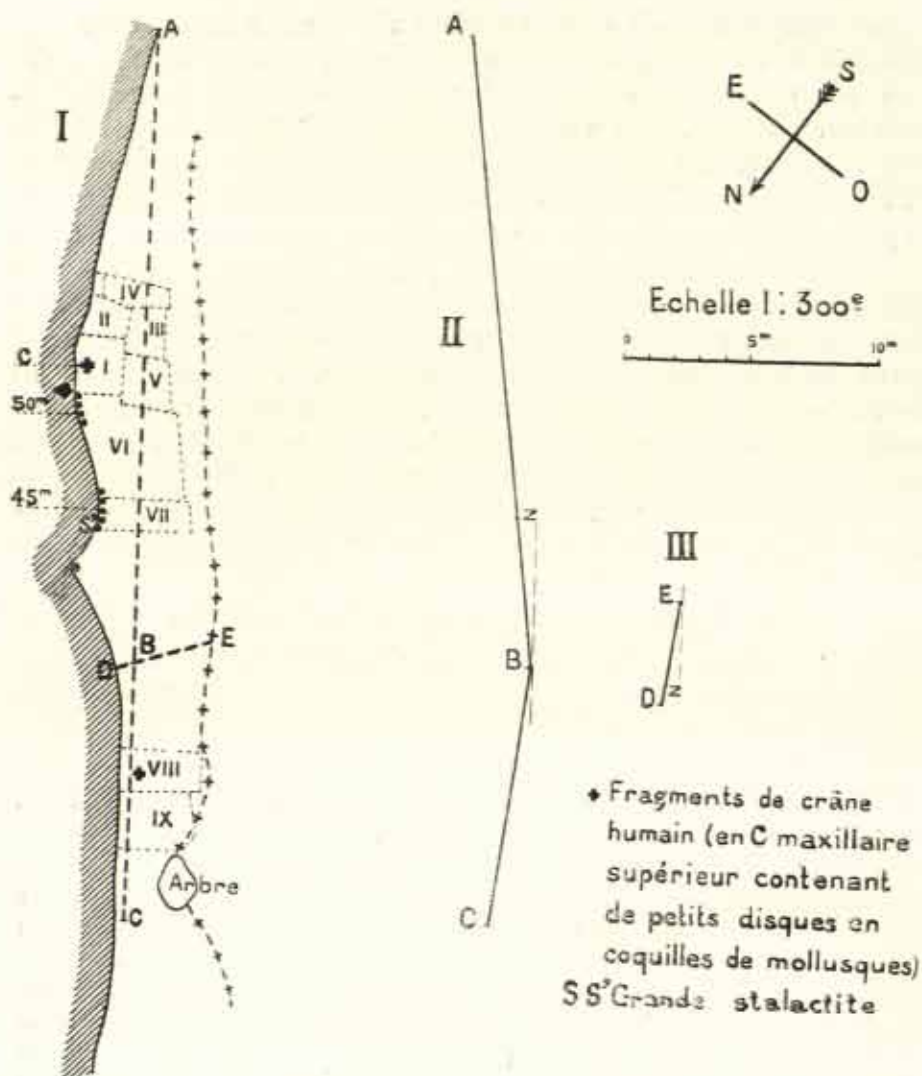 I
A
IV
II
III
C
I
V
50m
VI
45m
VII
S
B
E
D
VIII
IX
Arbre
C
II
A
N
B
C
E
S
N
O
Echelle 1:300e
0 5m 10m
III
E
D
N
Fragments de crâne
humain (en C maxillaire
supérieur contenant
de petits disques en
coquilles de mollusques)
S S' Grande stalactite